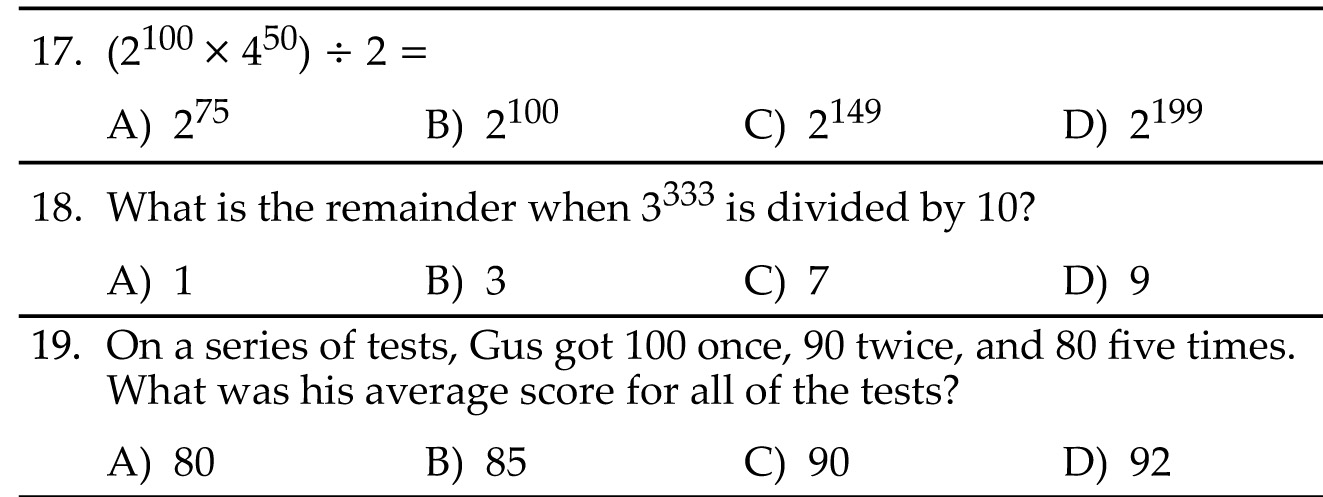 17. (2^100 × 4^50) ÷ 2 =
A) 2^75 B) 2^100 C) 2^149 D) 2^199
18. What is the remainder when 3^333 is divided by 10?
A) 1 B) 3 C) 7 D) 9
19. On a series of tests, Gus got 100 once, 90 twice, and 80 five times.
What was his average score for all of the tests?
A) 80 B) 85 C) 90 D) 92